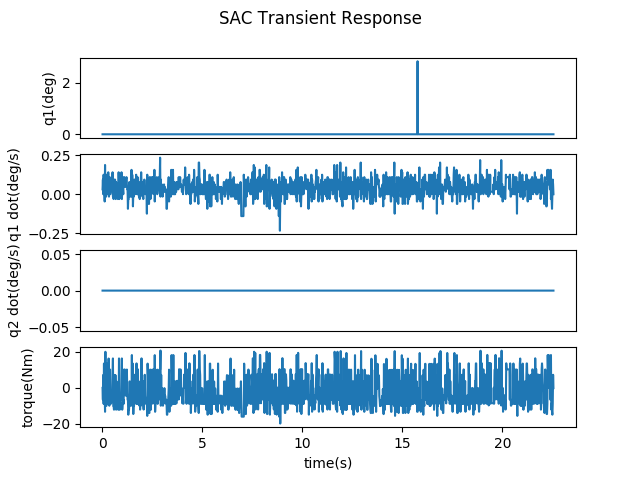 SAC Transient Response
q1(deg)
2
0
q1 dot(deg/s)
0.25
0.00
−0.25
q2 dot(deg/s)
0.05
0.00
−0.05
torque(Nm)
20
0
−20
0 5 10 15 20
time(s)